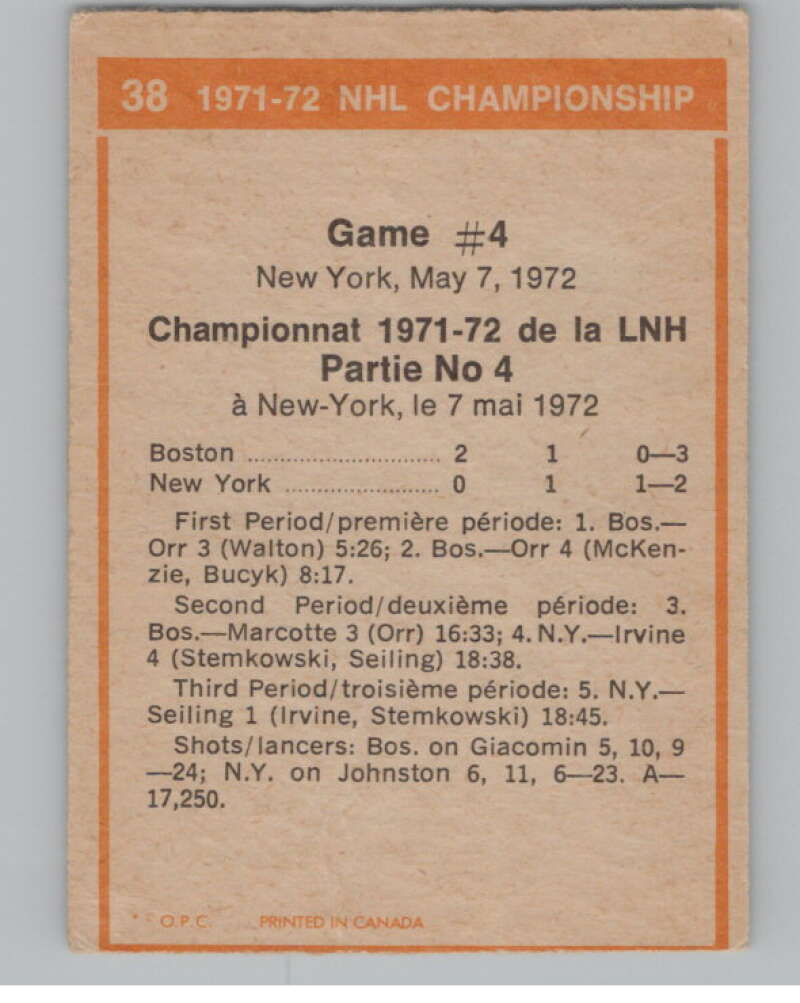 38 1971-72 NHL CHAMPIONSHIP
Game #4
New York, May 7, 1972
Championnat 1971-72 de la LNH
Partie No 4
à New-York, le 7 mai 1972
Boston .............................. 2 1 0—3
New York ........................ 0 1 1—2
First Period/première période: 1. Bos.—
Orr 3 (Walton) 5:26; 2. Bos.—Orr 4 (McKen-
zie, Bucyk) 8:17.
Second Period/deuxième période: 3.
Bos.—Marcotte 3 (Orr) 16:33; 4. N.Y.—Irvine
4 (Stemkowski, Seiling) 18:38.
Third Period/troisième période: 5. N.Y.—
Seiling 1 (Irvine, Stemkowski) 18:45.
Shots/lancers: Bos. on Giacomin 5, 10, 9
—24; N.Y. on Johnston 6, 11, 6—23. A—
17,250.
O.P.C. PRINTED IN CANADA